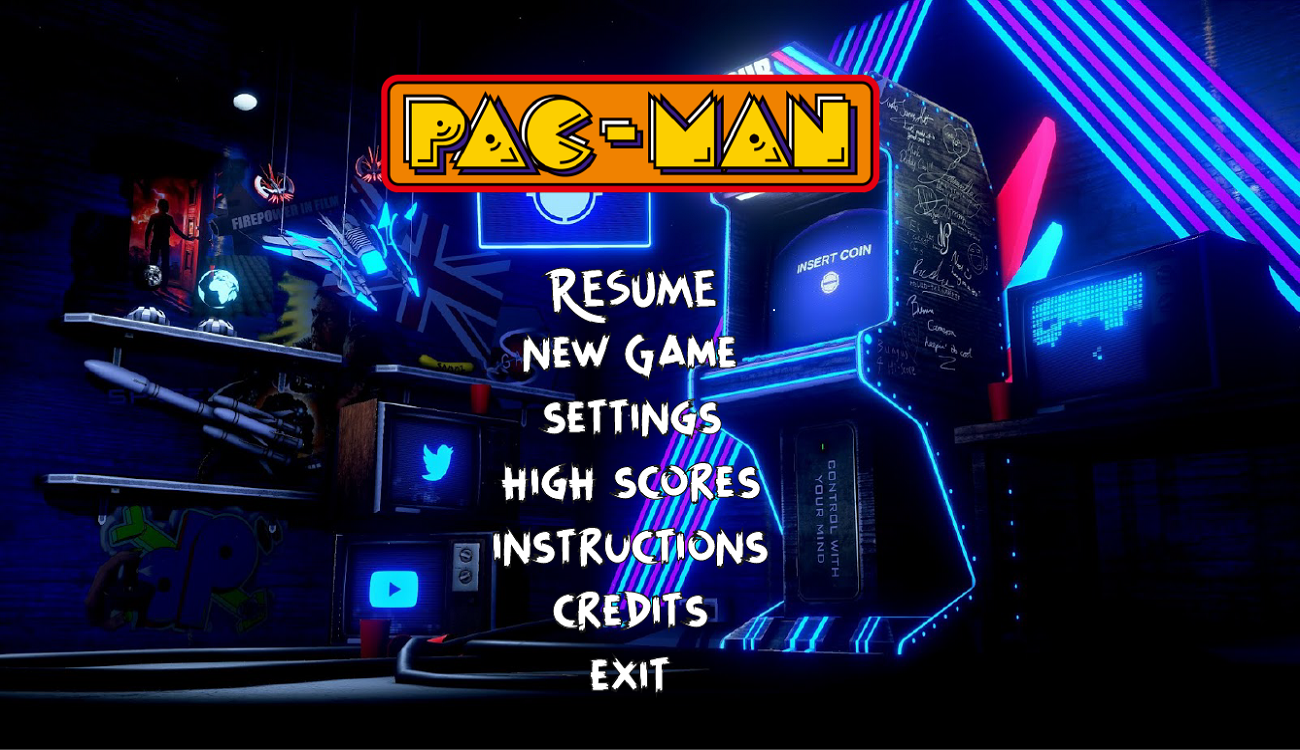 PAC-MAN
FIREPOWER IN FILM
INSERT COIN
RESUME
NEW GAME
SETTINGS
HIGH SCORES
INSTRUCTIONS
CREDITS
EXIT
CONTROL WITH
YOUR MIND